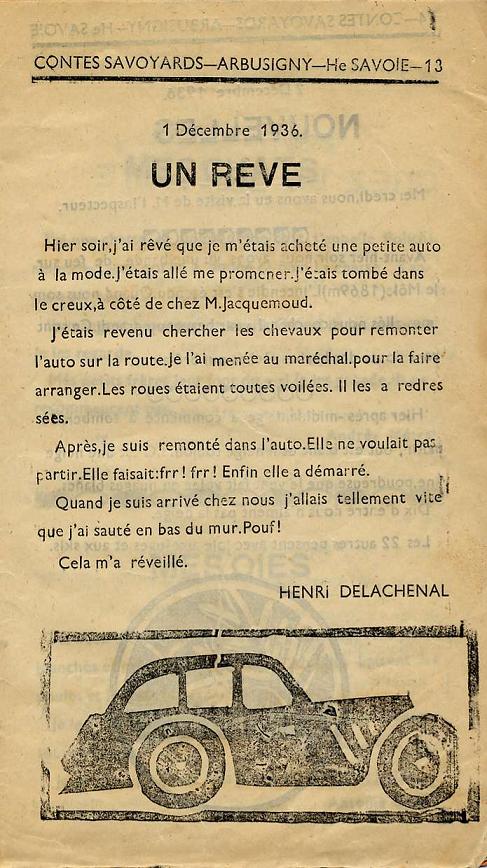 CONTES SAVOYARDS—ARBUSIGNY—He SAVOIE—13
1 Décembre 1936.
UN REVE
Hier soir,j'ai rêvé que je m'étais acheté une petite auto
à la mode.J'étais allé me promener.J'étais tombé dans
le creux,à côté de chez M.Jacquemoud.
J'étais revenu chercher les chevaux pour remonter
l'auto sur la route.Je l'ai menée au maréchal.pour la faire
arranger.Les roues étaient toutes voilées. Il les a redres
sées.
Après,je suis remonté dans l'auto.Elle ne voulait pas
partir.Elle faisait:frr! frr! Enfin elle a démarré.
Quand je suis arrivé chez nous j'allais tellement vite
que j'ai sauté en bas du mur.Pouf!
Cela m'a réveillé.
HENRi DELACHENAL